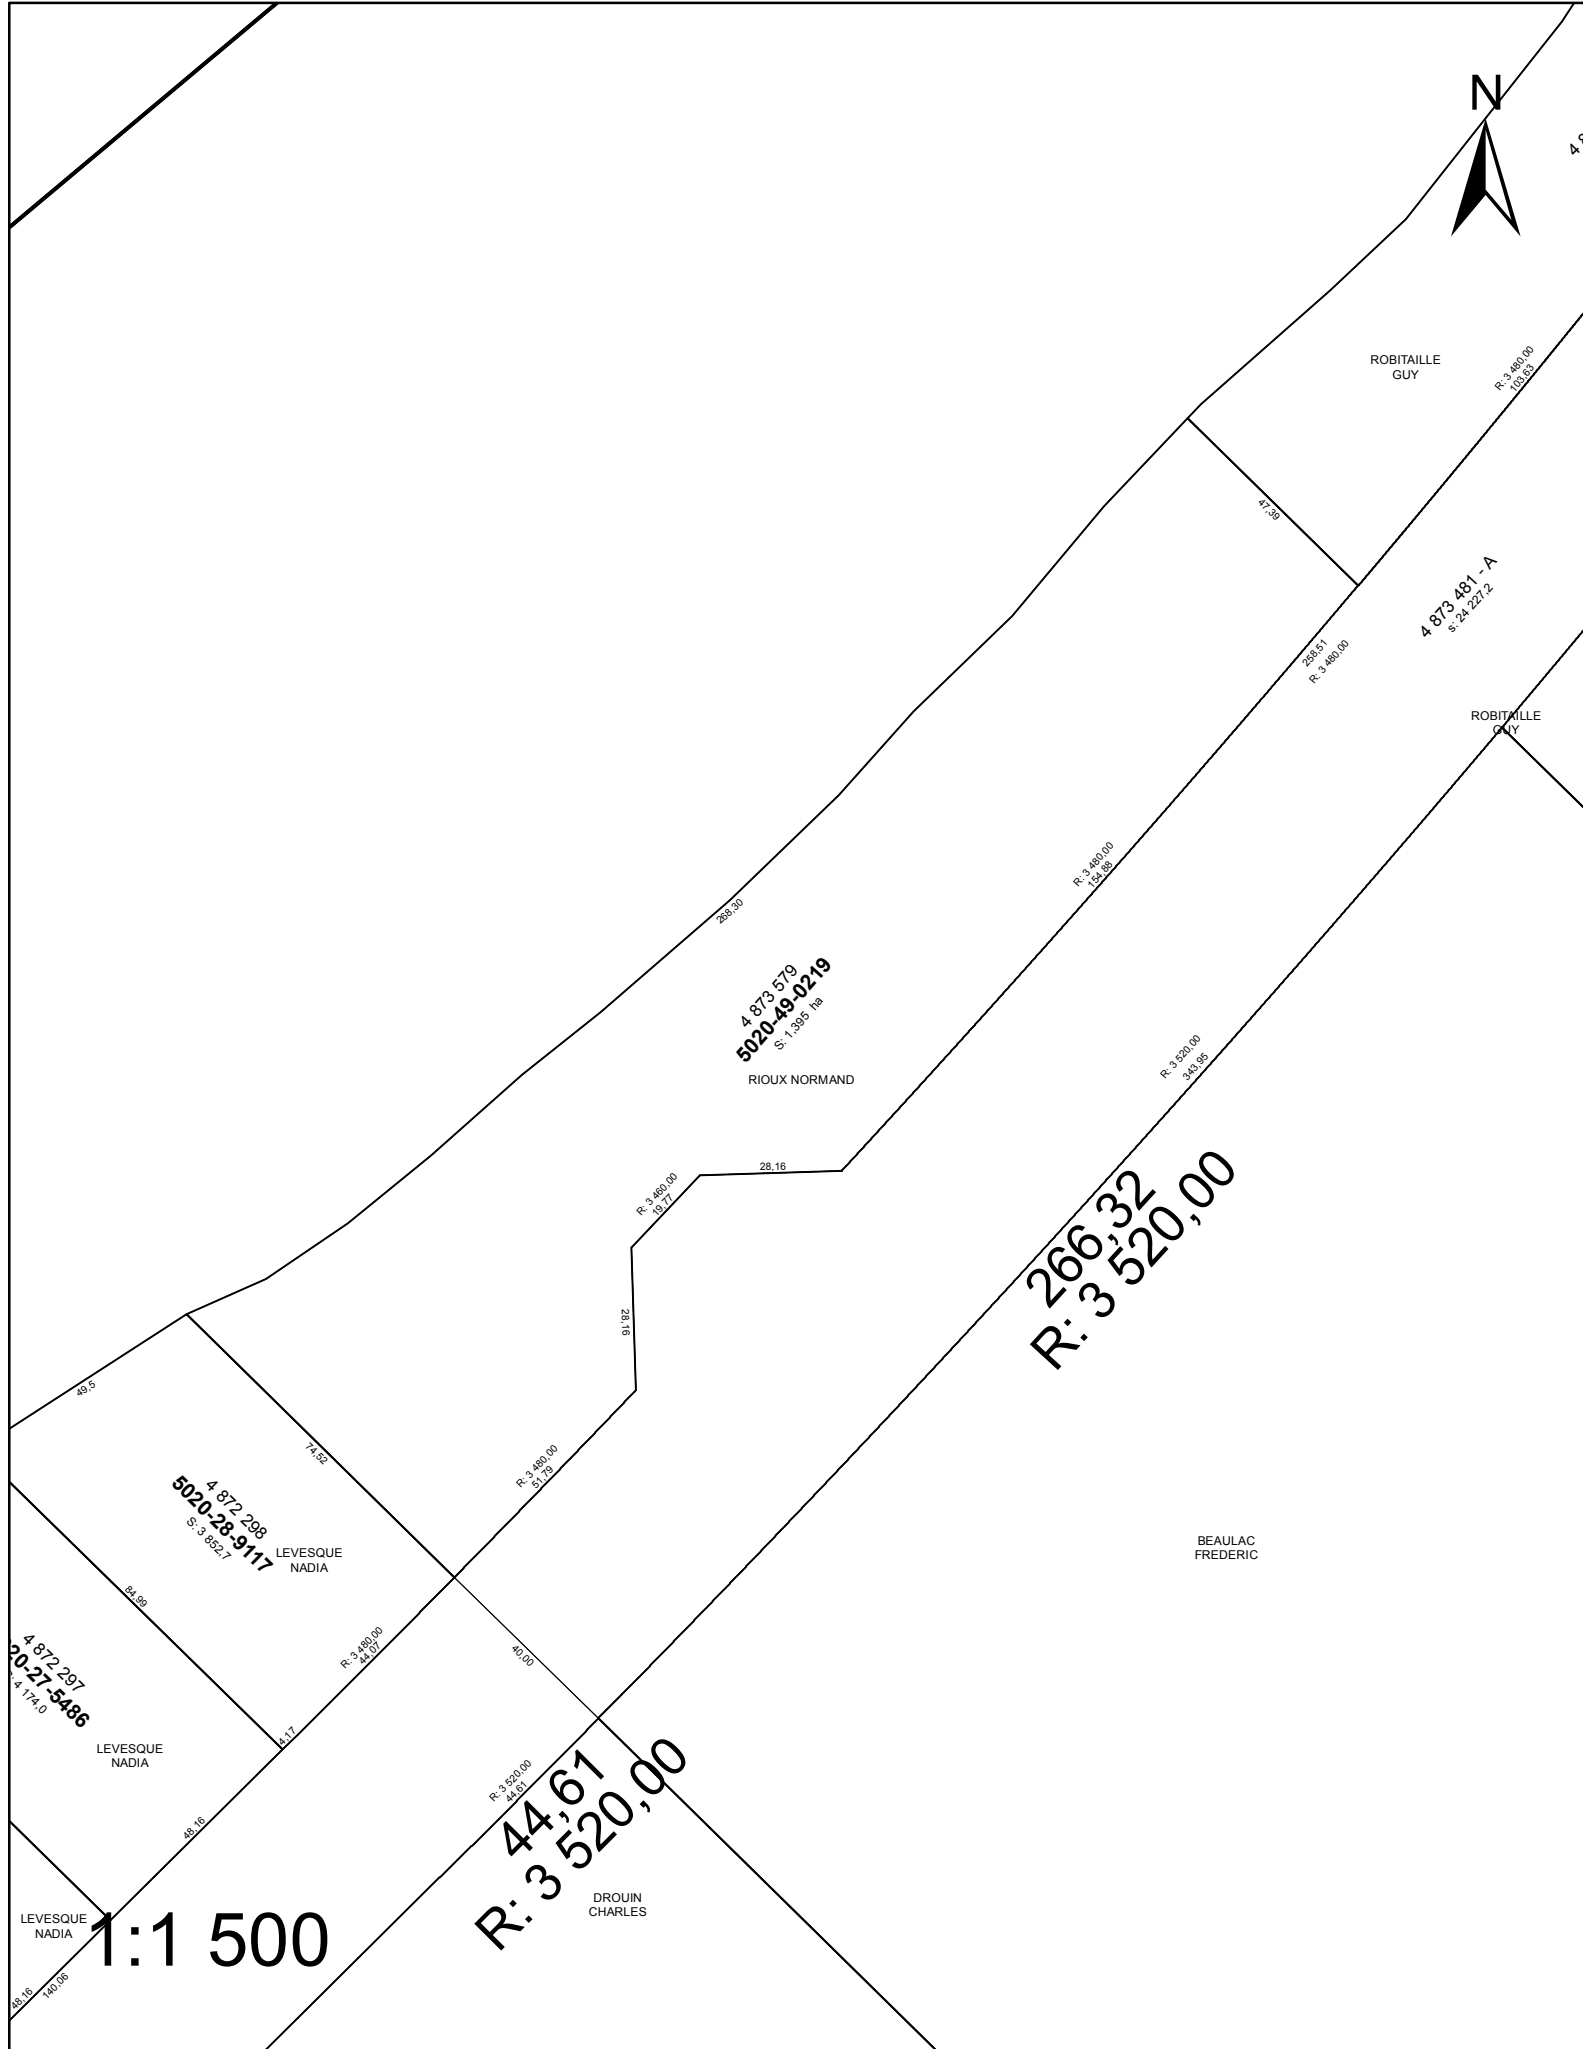 N
ROBITAILLE
GUY
R: 3 480,00
103,63
47,39
4 873 481 - A
s: 24 227,2
258,51
R: 3 480,00
ROBITAILLE
GUY
R: 3 480,00
154,88
268,30
4 873 579
5020-49-0219
S: 1,395 ha
RIOUX NORMAND
R: 3 520,00
343,95
28,16
R: 3 460,00
19,77
266,32
R: 3 520,00
28,16
49,5
74,52
R: 3 480,00
51,79
4 872 298
5020-28-9117
S: 3 852,7
LEVESQUE
NADIA
BEAULAC
FREDERIC
84,99
R: 3 480,00
44,07
40,00
4 872 297
20-27-5486
4 174,0
LEVESQUE
NADIA
4,17
R: 3 520,00
44,61
44,61
R: 3 520,00
48,16
DROUIN
CHARLES
LEVESQUE
NADIA
1:1 500
48,16
140,06